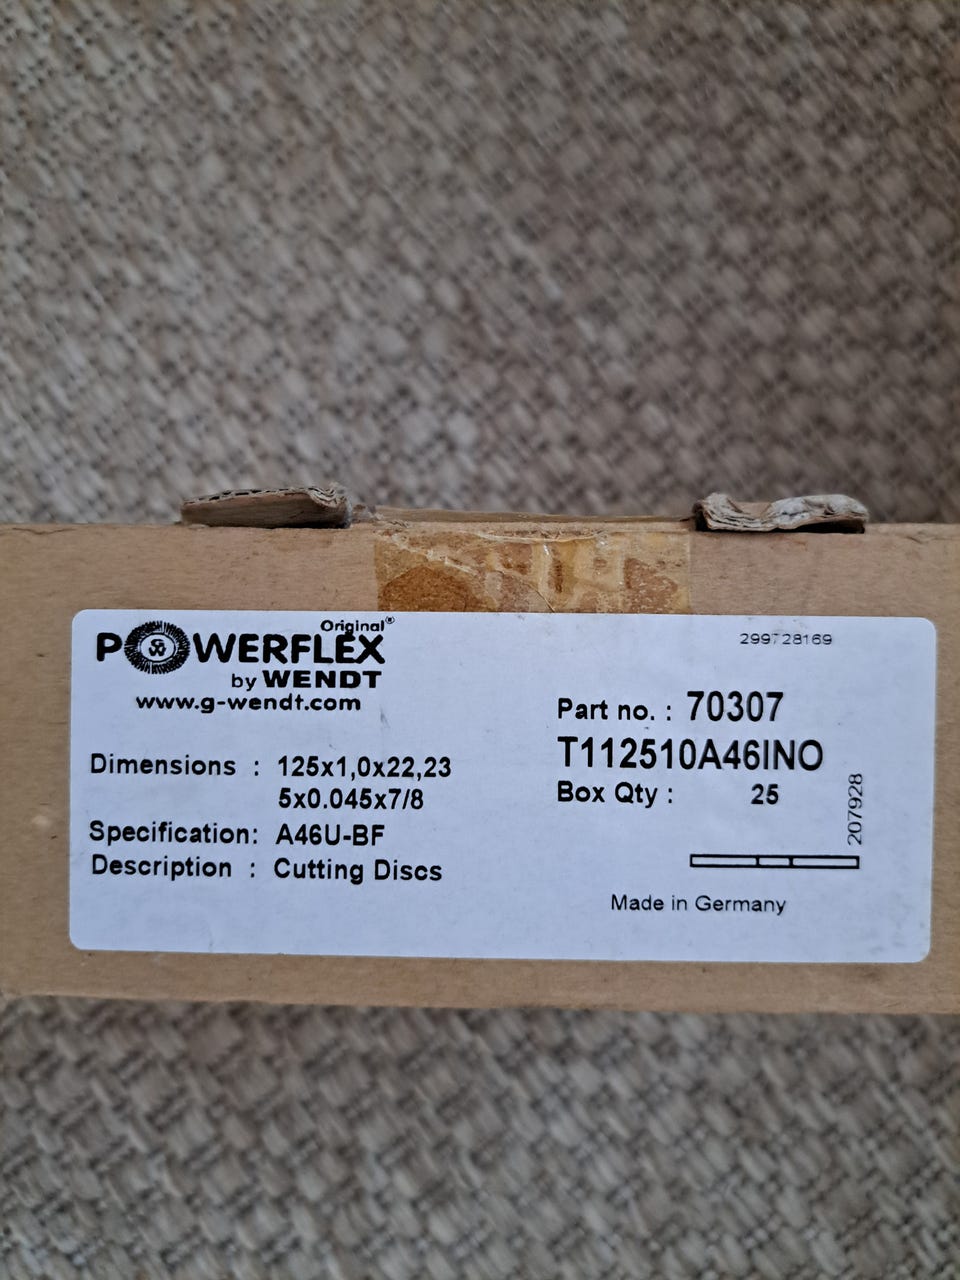 Original®
POWERFLEX
by WENDT
www.g-wendt.com
Dimensions : 125x1,0x22,23
5x0.045x7/8
Specification: A46U-BF
Description : Cutting Discs
299728169
Part no. : 70307
T112510A46INO
Box Qty : 25
207928
Made in Germany